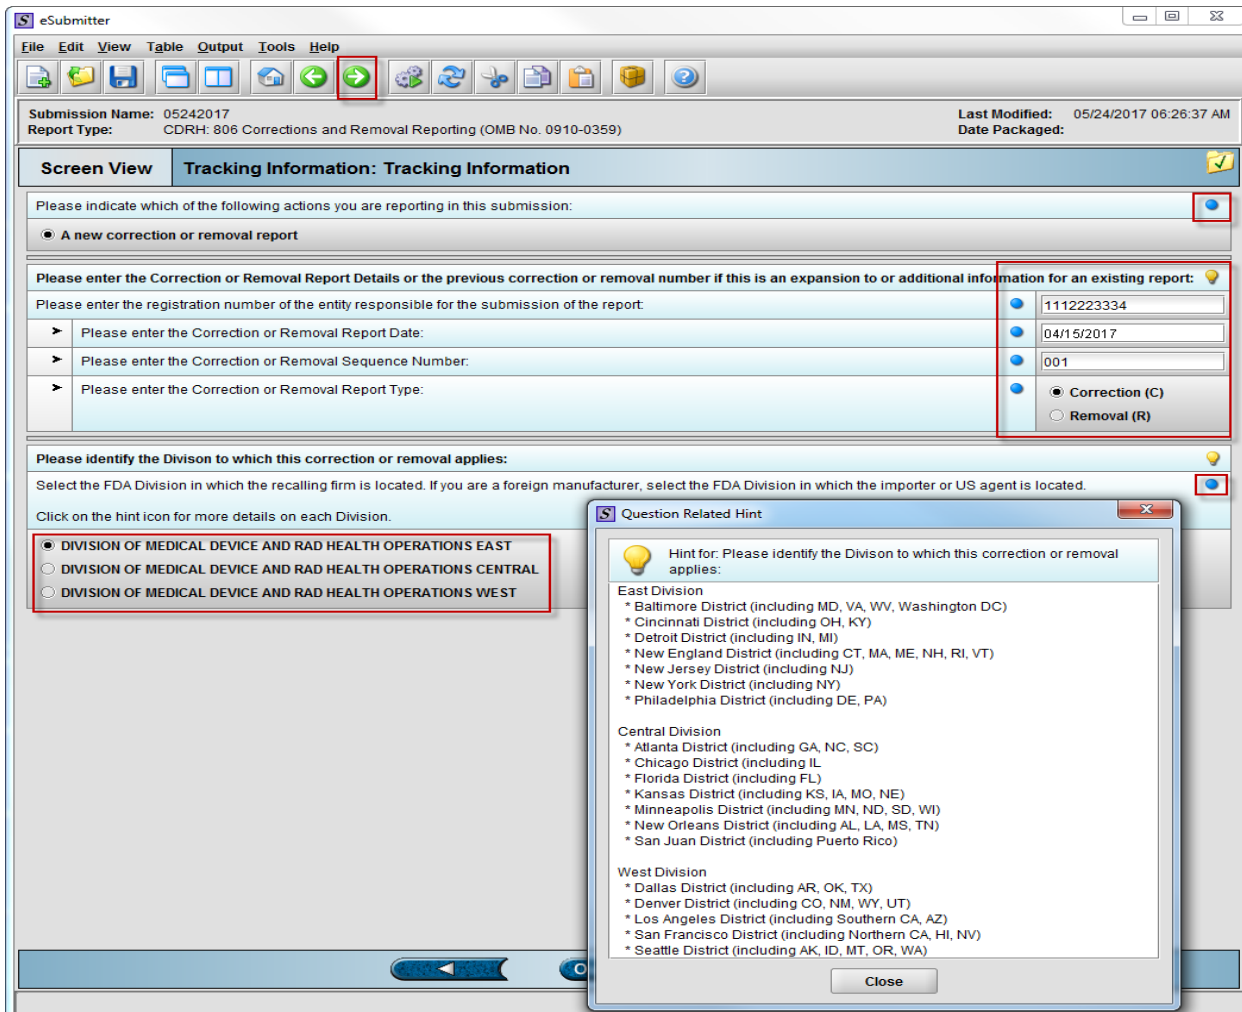 eSubmitter
File Edit View Table Output Tools Help
Submission Name: 05242017
Last Modified: 05/24/2017 06:26:37 AM
Report Type: CDRH: 806 Corrections and Removal Reporting (OMB No. 0910-0359)
Date Packaged:
Screen View
Tracking Information: Tracking Information
Please indicate which of the following actions you are reporting in this submission:
A new correction or removal report
Please enter the Correction or Removal Report Details or the previous correction or removal number if this is an expansion to or additional information for an existing report:
Please enter the registration number of the entity responsible for the submission of the report:
1112223334
Please enter the Correction or Removal Report Date:
04/15/2017
Please enter the Correction or Removal Sequence Number:
001
Please enter the Correction or Removal Report Type:
Correction (C)
Removal (R)
Please identify the Divison to which this correction or removal applies:
Select the FDA Division in which the recalling firm is located. If you are a foreign manufacturer, select the FDA Division in which the importer or US agent is located.
Click on the hint icon for more details on each Division.
DIVISION OF MEDICAL DEVICE AND RAD HEALTH OPERATIONS EAST
DIVISION OF MEDICAL DEVICE AND RAD HEALTH OPERATIONS CENTRAL
DIVISION OF MEDICAL DEVICE AND RAD HEALTH OPERATIONS WEST
Question Related Hint
Hint for: Please identify the Divison to which this correction or removal
applies:
East Division
* Baltimore District (including MD, VA, WV, Washington DC)
* Cincinnati District (including OH, KY)
* Detroit District (including IN, MI)
* New England District (including CT, MA, ME, NH, RI, VT)
* New Jersey District (including NJ)
* New York District (including NY)
* Philadelphia District (including DE, PA)
Central Division
* Atlanta District (including GA, NC, SC)
* Chicago District (including IL
* Florida District (including FL)
* Kansas District (including KS, IA, MO, NE)
* Minneapolis District (including MN, ND, SD, WI)
* New Orleans District (including AL, LA, MS, TN)
* San Juan District (including Puerto Rico)
West Division
* Dallas District (including AR, OK, TX)
* Denver District (including CO, NM, WY, UT)
* Los Angeles District (including Southern CA, AZ)
* San Francisco District (including Northern CA, HI, NV)
* Seattle District (including AK, ID, MT, OR, WA)
Close